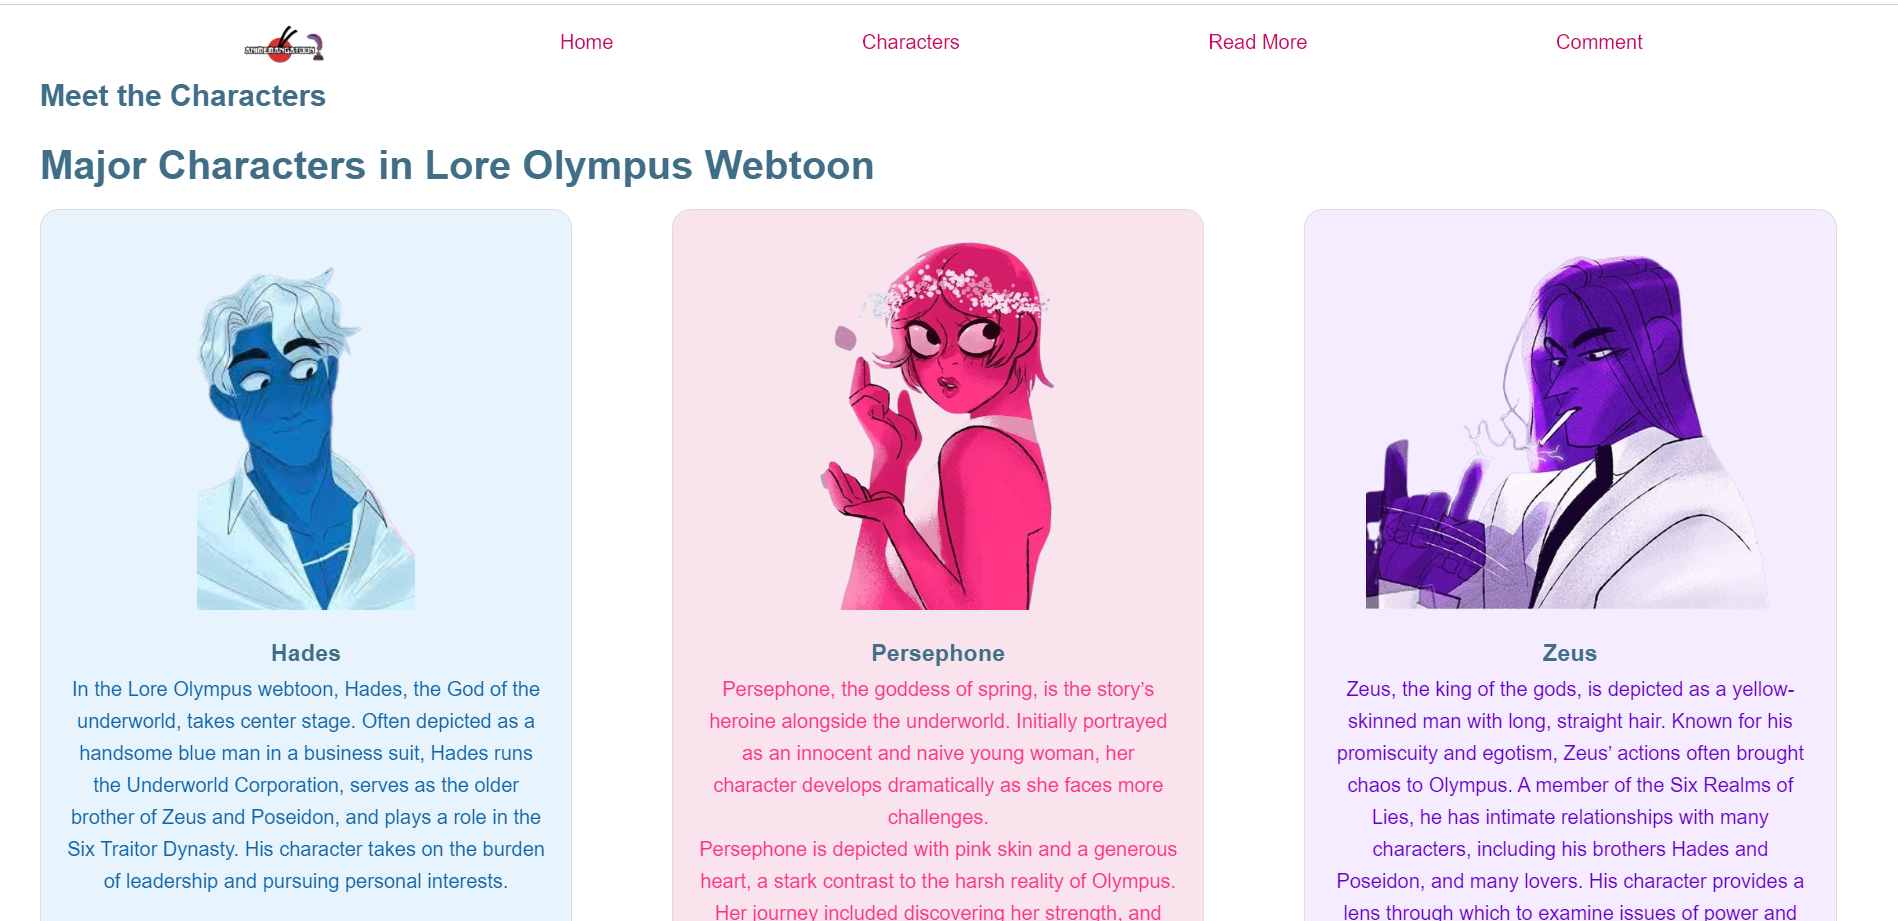 ANIMEMANGATOON
Home
Characters
Read More
Comment
Meet the Characters
Major Characters in Lore Olympus Webtoon
Hades
In the Lore Olympus webtoon, Hades, the God of the
underworld, takes center stage. Often depicted as a
handsome blue man in a business suit, Hades runs
the Underworld Corporation, serves as the older
brother of Zeus and Poseidon, and plays a role in the
Six Traitor Dynasty. His character takes on the burden
of leadership and pursuing personal interests.
Persephone
Persephone, the goddess of spring, is the story’s
heroine alongside the underworld. Initially portrayed
as an innocent and naive young woman, her
character develops dramatically as she faces more
challenges.
Persephone is depicted with pink skin and a generous
heart, a stark contrast to the harsh reality of Olympus.
Her journey included discovering her strength, and
Zeus
Zeus, the king of the gods, is depicted as a yellow-
skinned man with long, straight hair. Known for his
promiscuity and egotism, Zeus’ actions often brought
chaos to Olympus. A member of the Six Realms of
Lies, he has intimate relationships with many
characters, including his brothers Hades and
Poseidon, and many lovers. His character provides a
lens through which to examine issues of power and